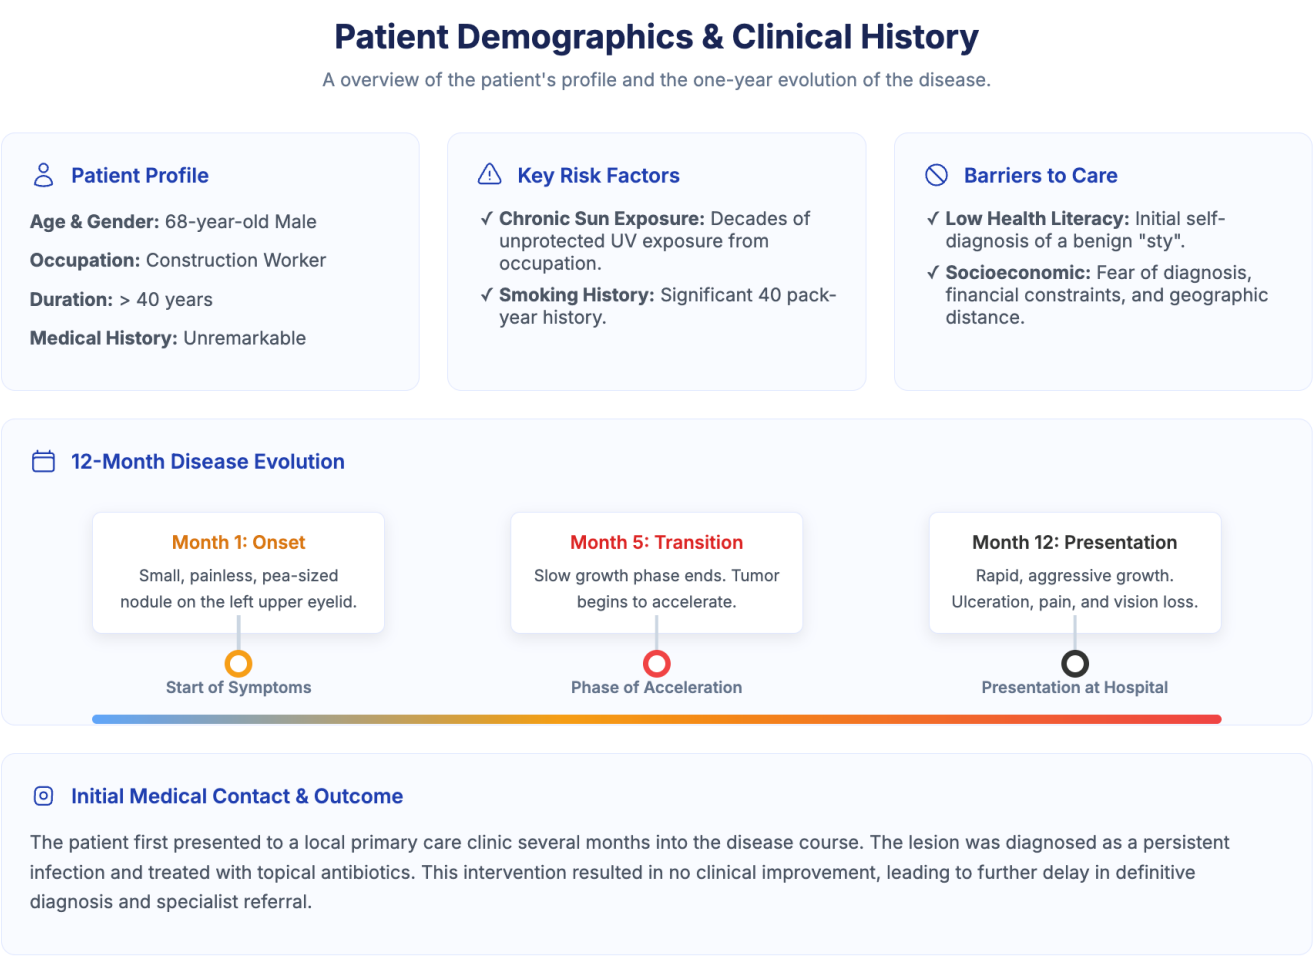 Patient Demographics & Clinical History
A overview of the patient's profile and the one-year evolution of the disease.
Patient Profile
Age & Gender: 68-year-old Male
Occupation: Construction Worker
Duration: > 40 years
Medical History: Unremarkable
Key Risk Factors
✓ Chronic Sun Exposure: Decades of
unprotected UV exposure from
occupation.
✓ Smoking History: Significant 40 pack-
year history.
Barriers to Care
✓ Low Health Literacy: Initial self-
diagnosis of a benign "sty".
✓ Socioeconomic: Fear of diagnosis,
financial constraints, and geographic
distance.
12-Month Disease Evolution
Month 1: Onset
Small, painless, pea-sized
nodule on the left upper eyelid.
Start of Symptoms
Month 5: Transition
Slow growth phase ends. Tumor
begins to accelerate.
Phase of Acceleration
Month 12: Presentation
Rapid, aggressive growth.
Ulceration, pain, and vision loss.
Presentation at Hospital
Initial Medical Contact & Outcome
The patient first presented to a local primary care clinic several months into the disease course. The lesion was diagnosed as a persistent
infection and treated with topical antibiotics. This intervention resulted in no clinical improvement, leading to further delay in definitive
diagnosis and specialist referral.